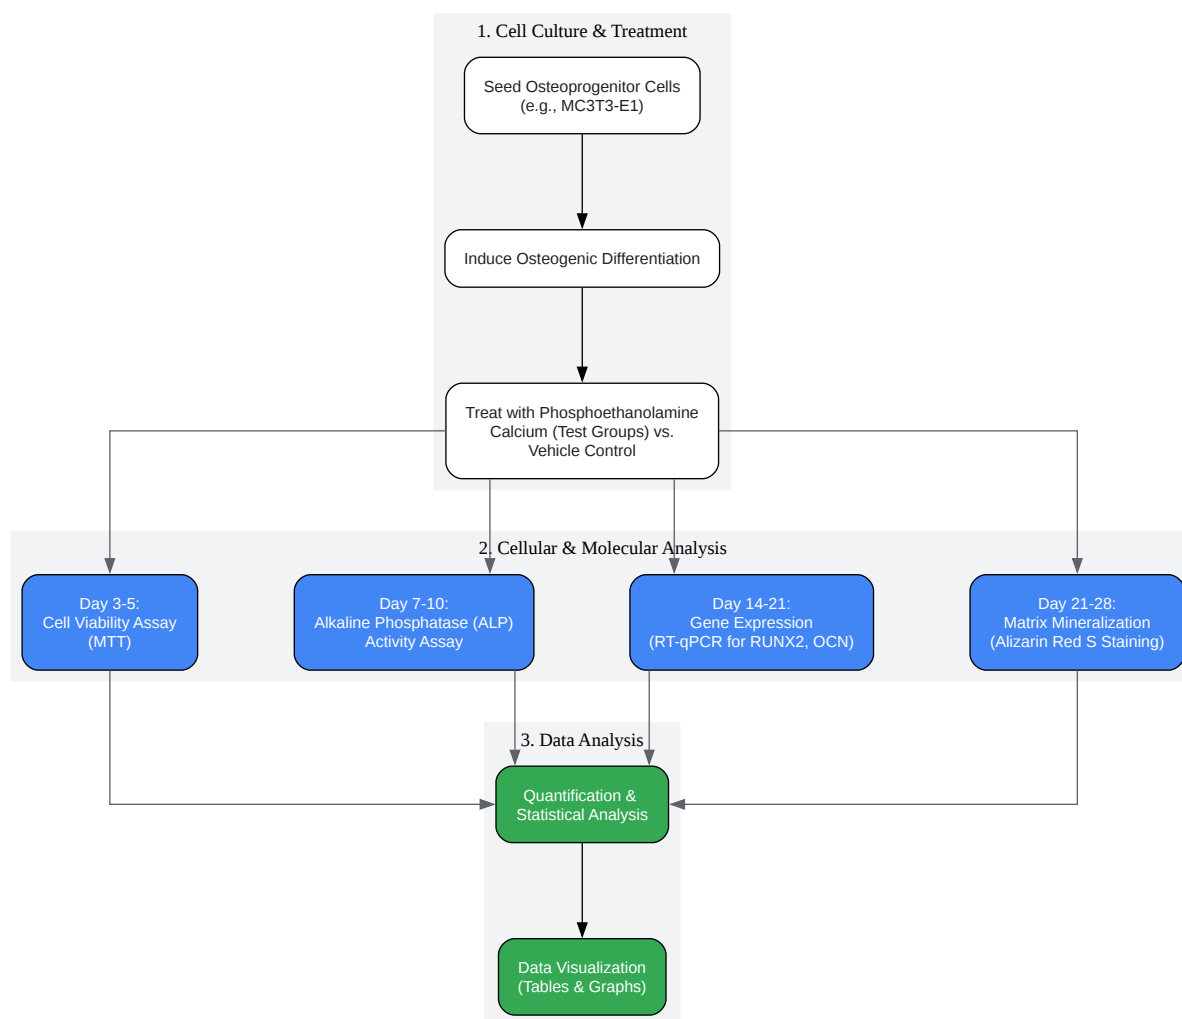 1. Cell Culture & Treatment
Seed Osteoprogenitor Cells
(e.g., MC3T3-E1)
Induce Osteogenic Differentiation
Treat with Phosphoethanolamine
Calcium (Test Groups) vs.
Vehicle Control
2. Cellular & Molecular Analysis
Day 3-5:
Cell Viability Assay
(MTT)
Day 7-10:
Alkaline Phosphatase (ALP)
Activity Assay
Day 14-21:
Gene Expression
(RT-qPCR for RUNX2, OCN)
Day 21-28:
Matrix Mineralization
(Alizarin Red S Staining)
3. Data Analysis
Quantification &
Statistical Analysis
Data Visualization
(Tables & Graphs)